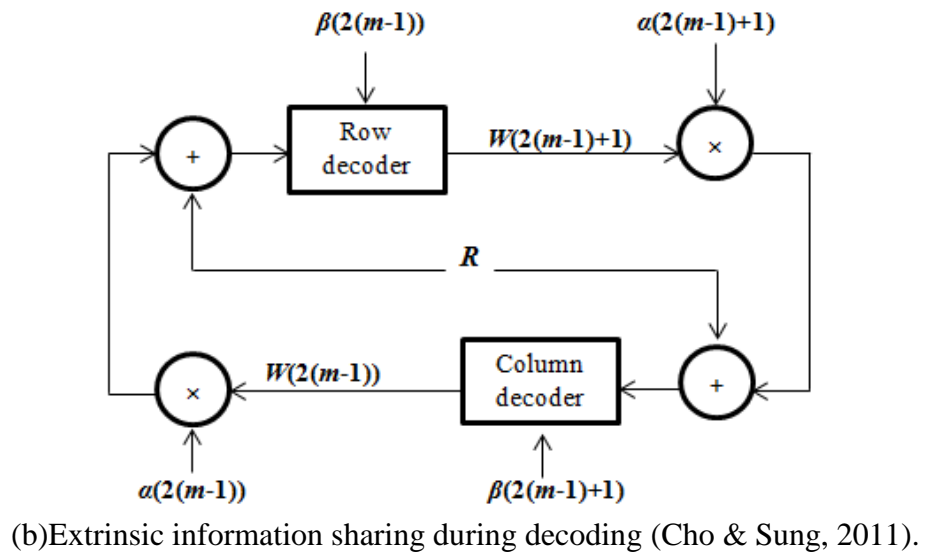 β(2(m-1))
α(2(m-1)+1)
+
Row
decoder
W(2(m-1)+1)
×
R
×
W(2(m-1))
Column
decoder
+
α(2(m-1))
β(2(m-1)+1)
(b)Extrinsic information sharing during decoding (Cho & Sung, 2011).